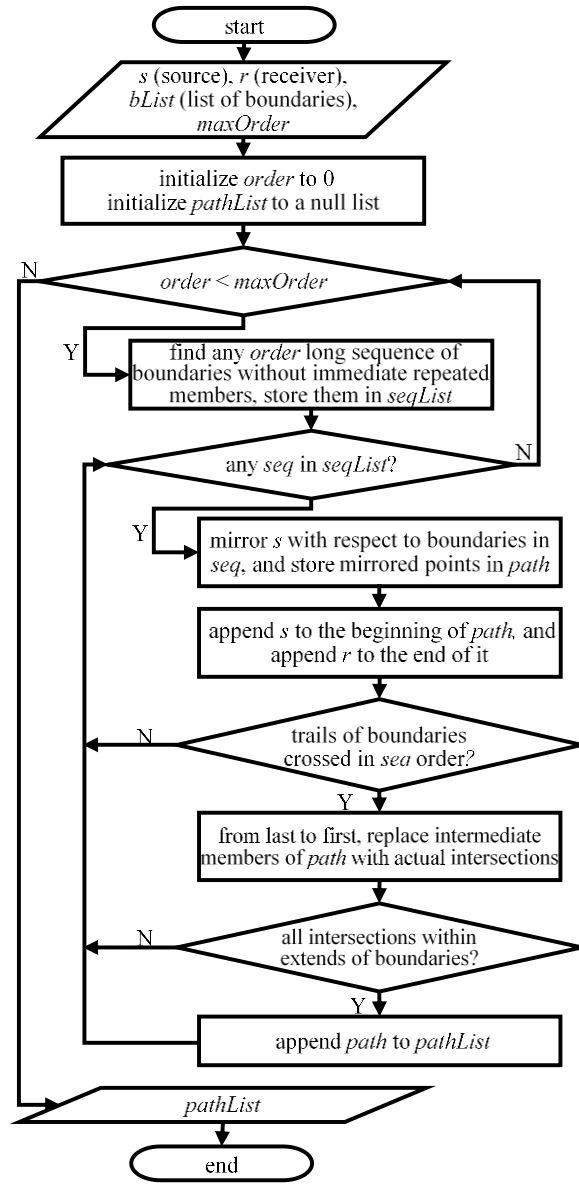 start
s (source), r (receiver),
bList (list of boundaries),
maxOrder
initialize order to 0
initialize pathList to a null list
N
order < maxOrder
Y
find any order long sequence of
boundaries without immediate repeated
members, store them in seqList
N
any seq in seqList?
Y
mirror s with respect to boundaries in
seq, and store mirrored points in path
append s to the beginning of path, and
append r to the end of it
N
trails of boundaries
crossed in sea order?
Y
from last to first, replace intermediate
members of path with actual intersections
N
all intersections within
extends of boundaries?
Y
append path to pathList
pathList
end